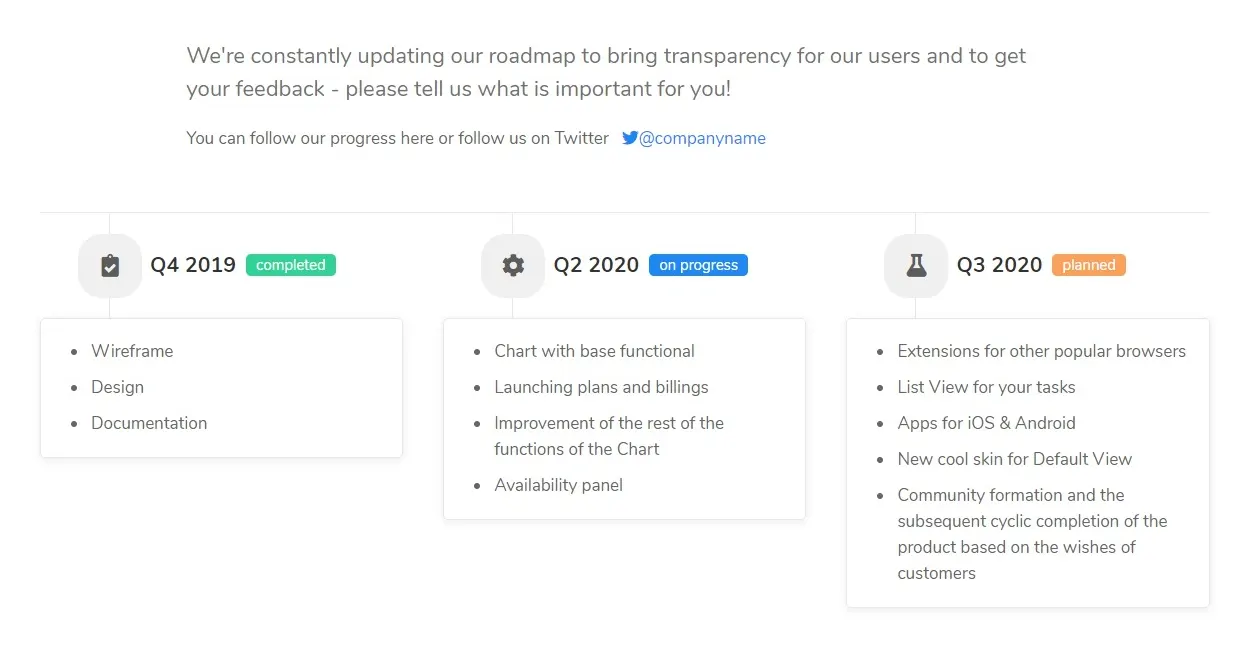 We're constantly updating our roadmap to bring transparency for our users and to get
your feedback - please tell us what is important for you!
You can follow our progress here or follow us on Twitter @companyname
Q4 2019 completed
Wireframe
Design
Documentation
Q2 2020 on progress
Chart with base functional
Launching plans and billings
Improvement of the rest of the
functions of the Chart
Availability panel
Q3 2020 planned
Extensions for other popular browsers
List View for your tasks
Apps for iOS & Android
New cool skin for Default View
Community formation and the
subsequent cyclic completion of the
product based on the wishes of
customers